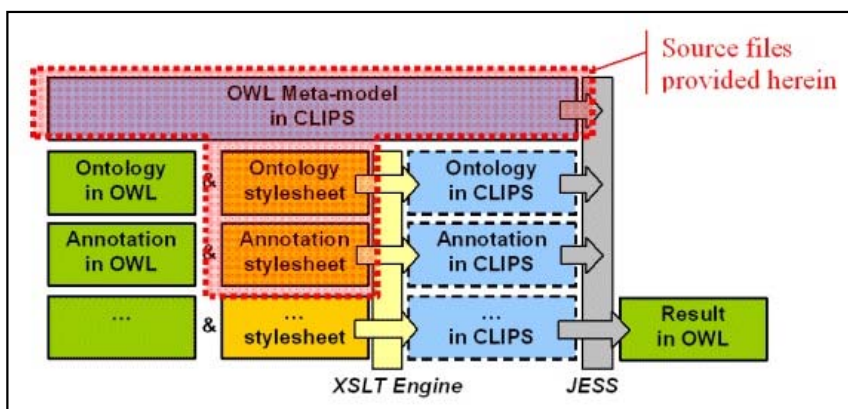 Source files
provided herein
OWL Meta-model
in CLIPS
Ontology
in OWL
&
Ontology
stylesheet
Ontology
in CLIPS
Annotation
in OWL
&
Annotation
stylesheet
Annotation
in CLIPS
...
&
...
stylesheet
...
in CLIPS
Result
in OWL
XSLT Engine
JESS